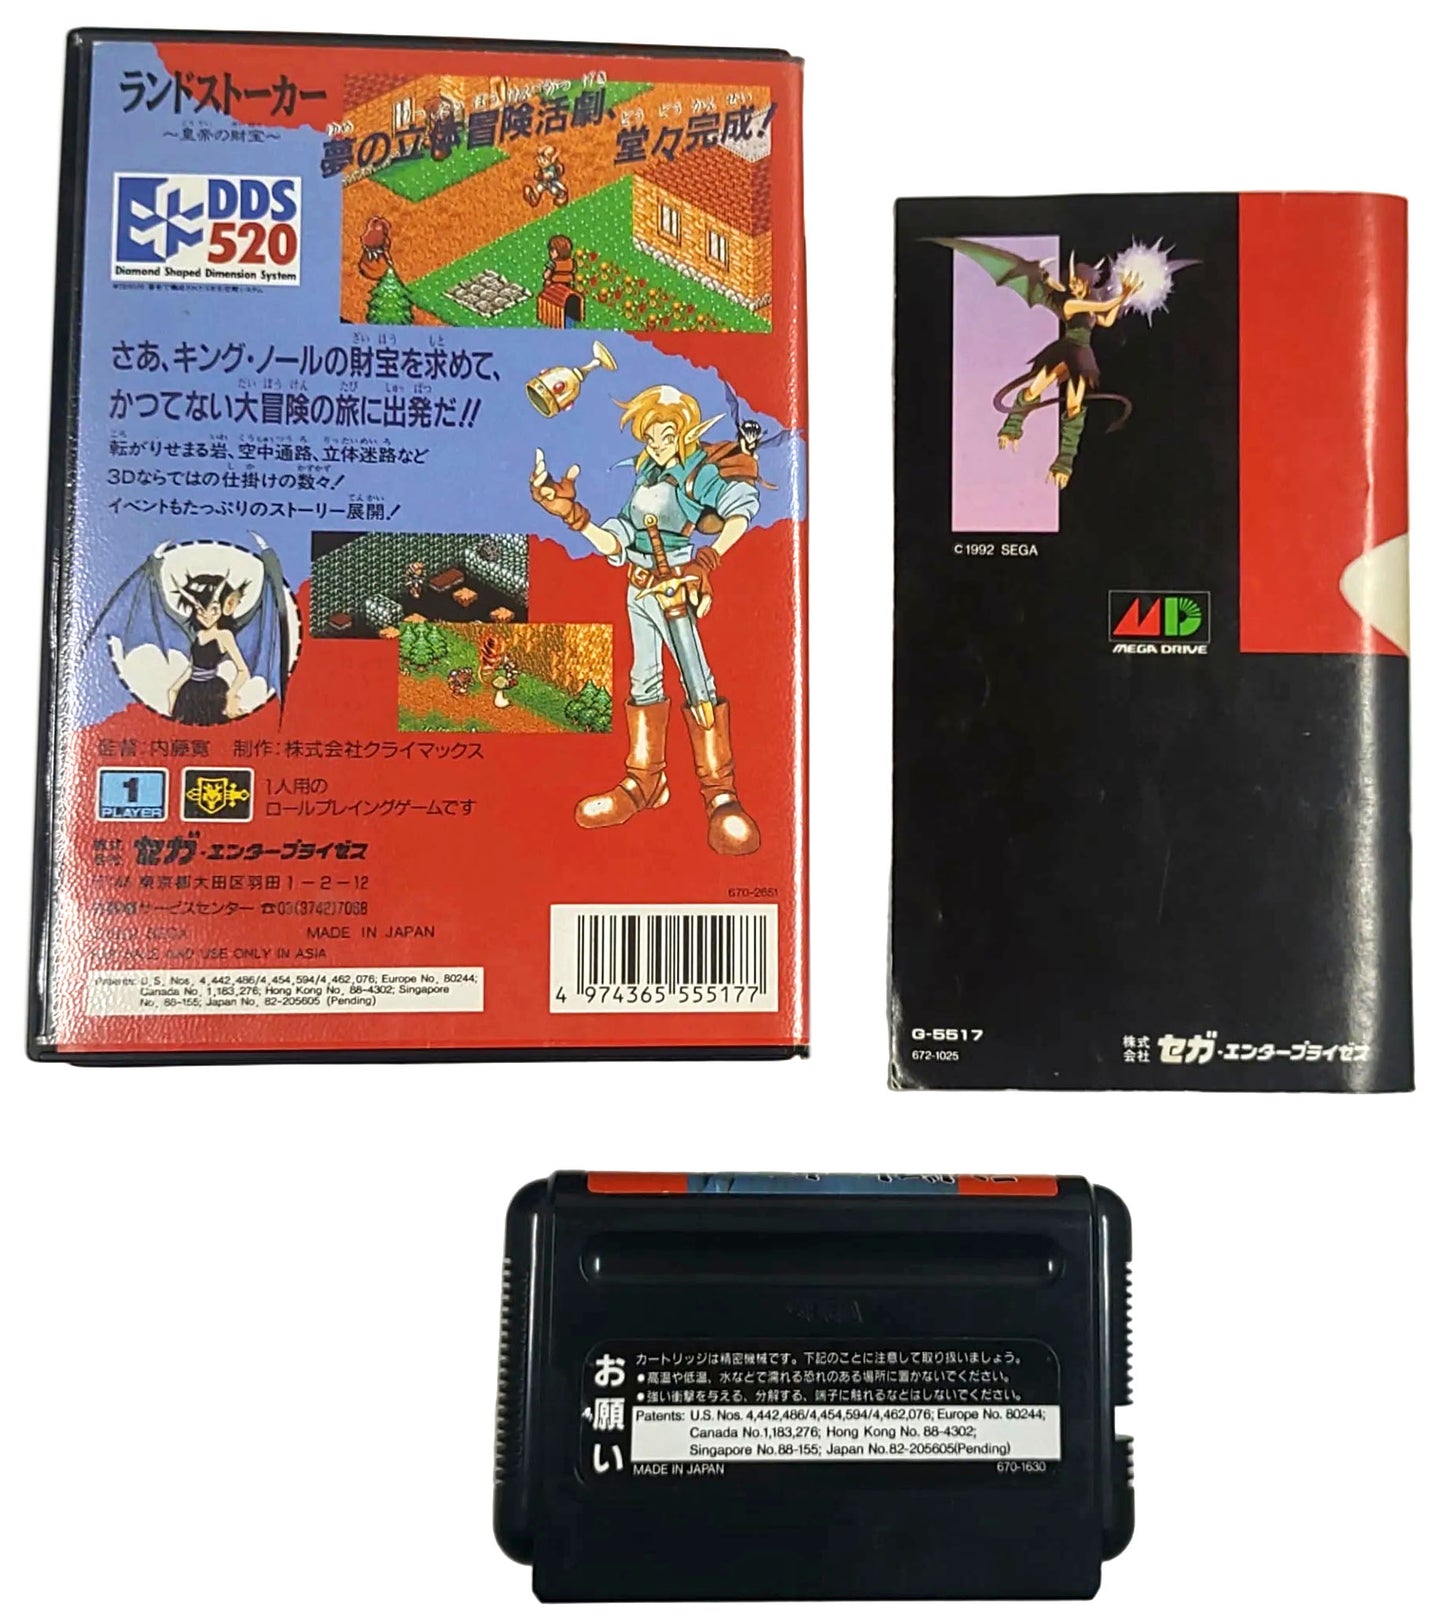 ランドストーカー
～皇帝の財宝～
夢の立体冒険活劇、
堂々完成！
DDS
520
Diamond Shaped Dimension System
さあ、キング・ノールの財宝を求めて、
かつてない大冒険の旅に出発だ!!
転がりせまる岩、空中通路、立体迷路など
3Dならではの仕掛けの数々！
イベントもたっぷりのストーリー展開！
監督：内藤寛 制作：株式会社クライマックス
1
PLAYER
1人用の
ロールプレイングゲームです
株式会社 セガ・エンタープライゼス
東京都大田区羽田1-2-12
サービスセンター ☎03(3742)7068
SEGA MADE IN JAPAN
AND USE ONLY IN ASIA
Patents: U.S. Nos. 4,442,486/4,454,594/4,462,076; Europe No. 80244;
Canada No. 1,183,276; Hong Kong No. 88-4302; Singapore
No. 88-155; Japan No. 82-205605 (Pending)
670-2651
4 974365 555177
C 1992 SEGA
MEGA DRIVE
G-5517
672-1025
株式会社 セガ・エンタープライゼス
お願い
カートリッジは精密機械です。下記のことに注意して取り扱いましょう。
●高温や低温、水などで濡れる恐れのある場所に置かないでください。
●強い衝撃を与える、分解する、端子に触れるなどはしないでください。
Patents: U.S. Nos. 4,442,486/4,454,594/4,462,076; Europe No. 80244;
Canada No.1,183,276; Hong Kong No. 88-4302;
Singapore No.88-155; Japan No.82-205605(Pending)
MADE IN JAPAN
670-1630